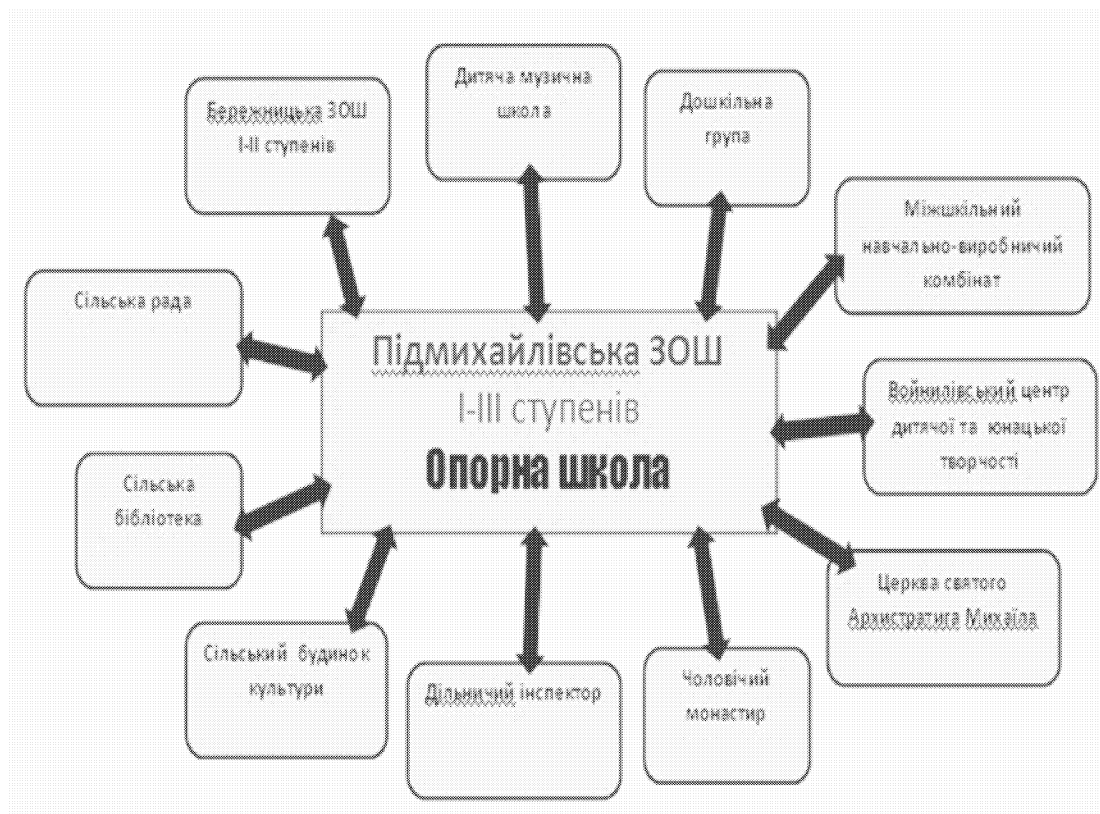 Дитяча музична
школа
Дошкільна
група
Бережницька ЗОШ
І-ІІ ступенів
Міжшкільний
навчально-виробничий
комбінат
Сільська рада
Підмихайлівська ЗОШ
І-ІІІ ступенів
Опорна школа
Войнилівський центр
дитячої та юнацької
творчості
Сільська
бібліотека
Церква святого
Архистратига Михаїла
Сільський будинок
культури
Дільничий інспектор
Чоловічий
монастир